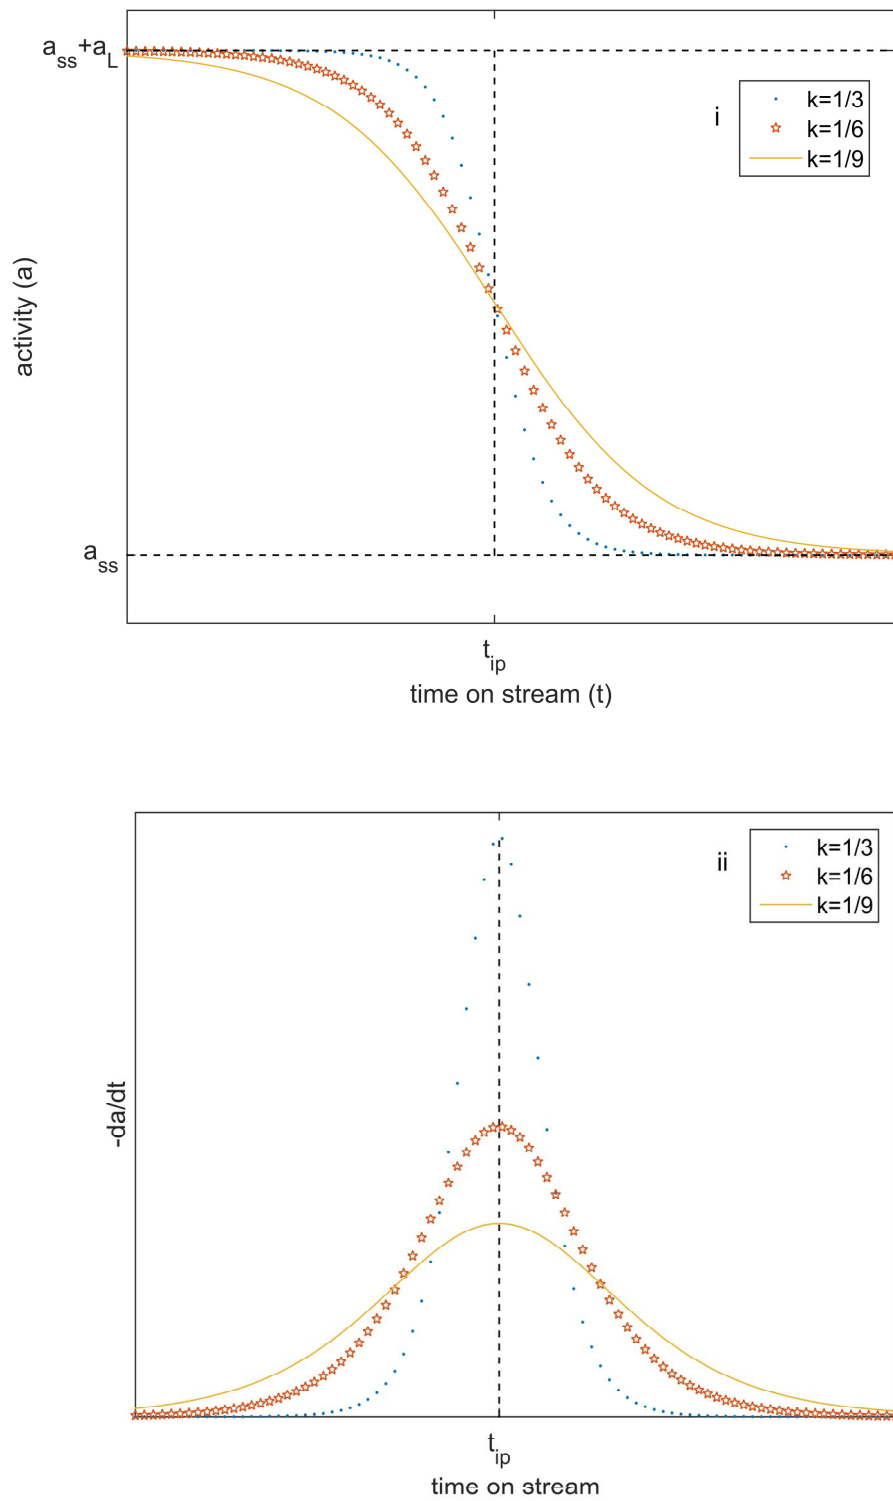 a_ss+a_L
i
k=1/3
k=1/6
k=1/9
activity (a)
a_ss
t_ip
time on stream (t)
ii
k=1/3
k=1/6
k=1/9
-da/dt
t_ip
time on stream